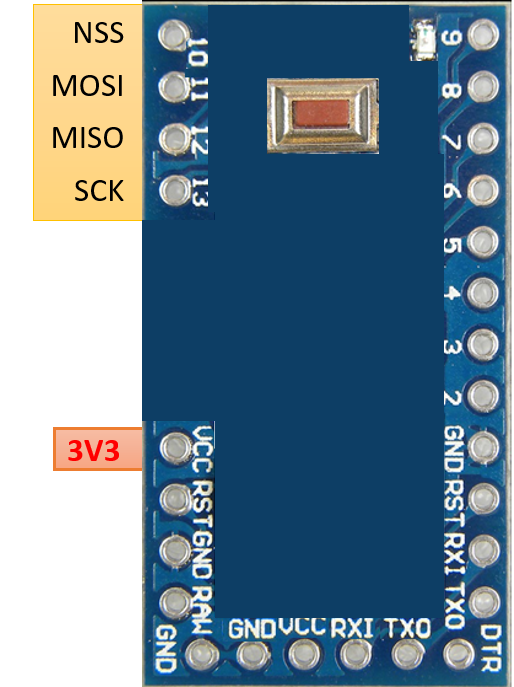 NSS 10 9
MOSI 11 8
MISO 12 7
SCK 13 6
5
4
3
2
3V3 VCC GND
RST RST
GND RXI
RAW TXO
GND GND VCC RXI TXO DTR